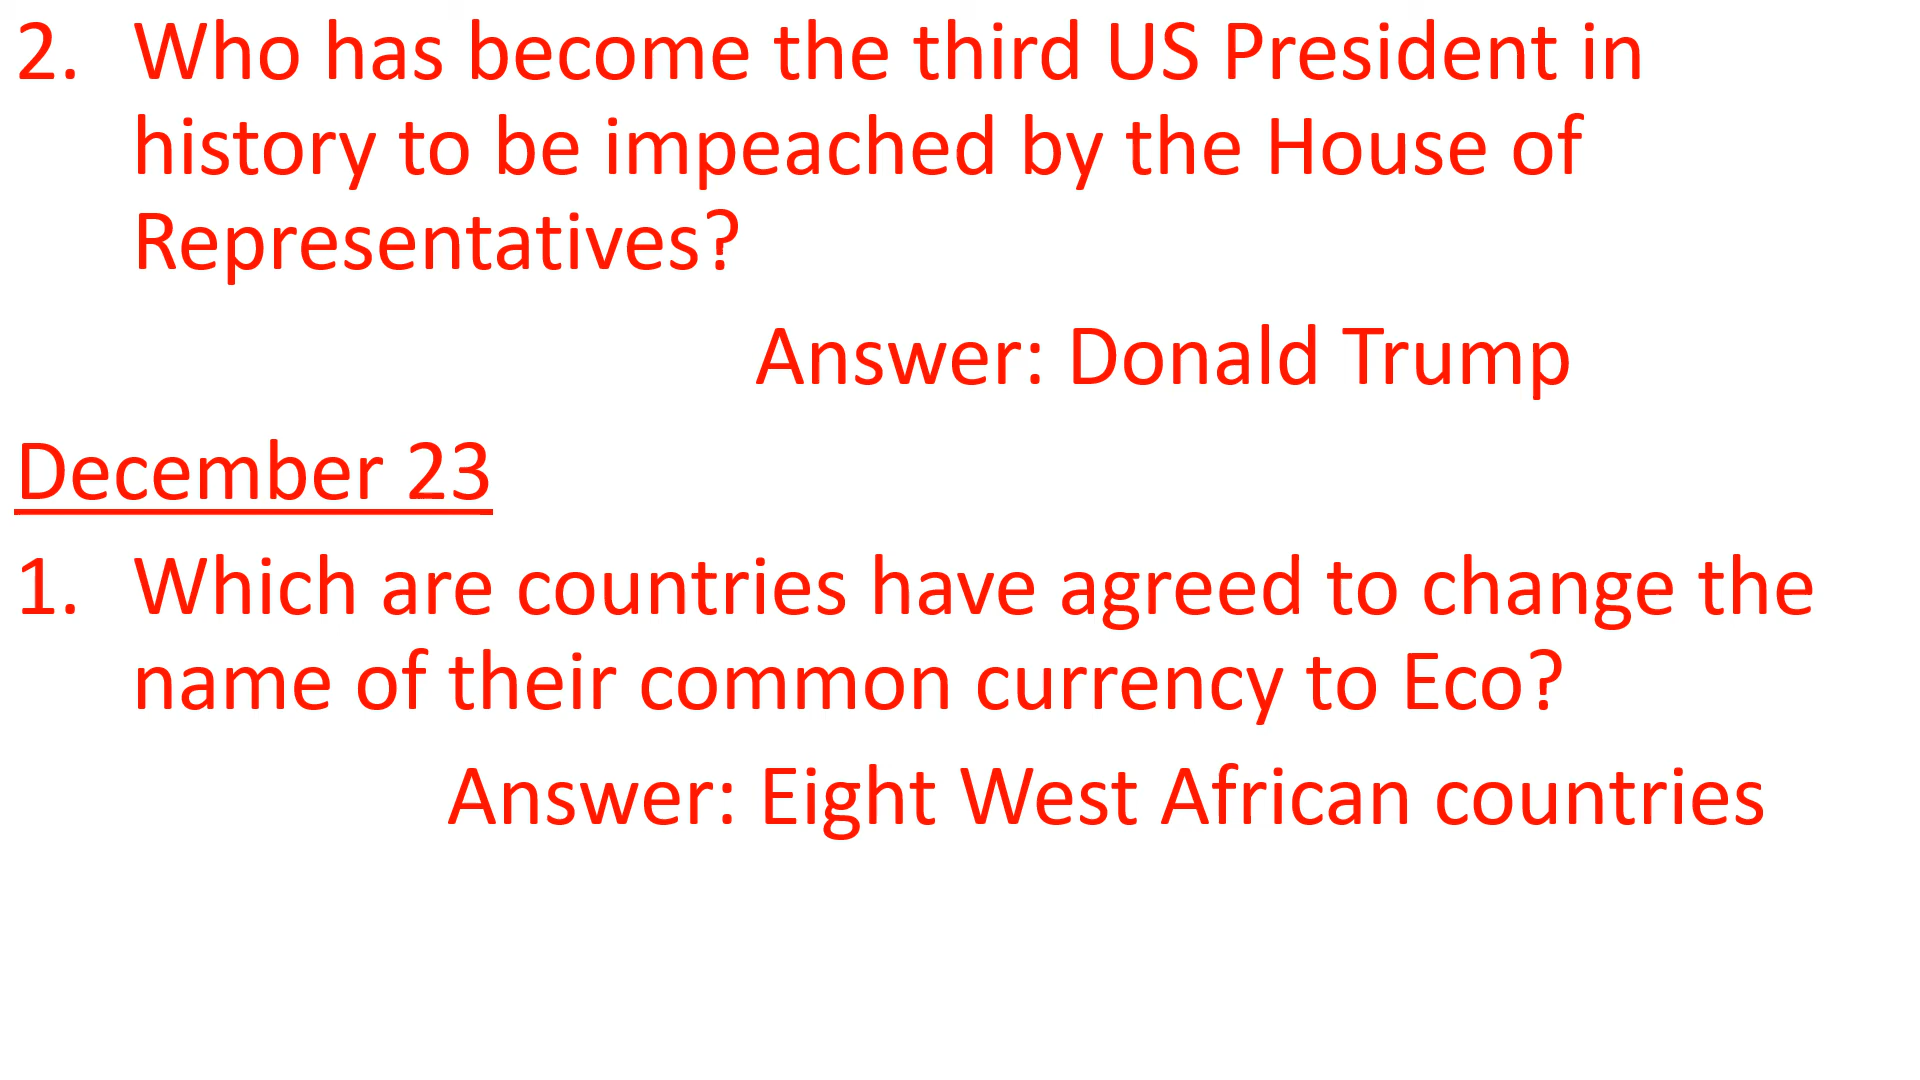 2. Who has become the third US President in
history to be impeached by the House of
Representatives?
Answer: Donald Trump
December 23
1. Which are countries have agreed to change the
name of their common currency to Eco?
Answer: Eight West African countries